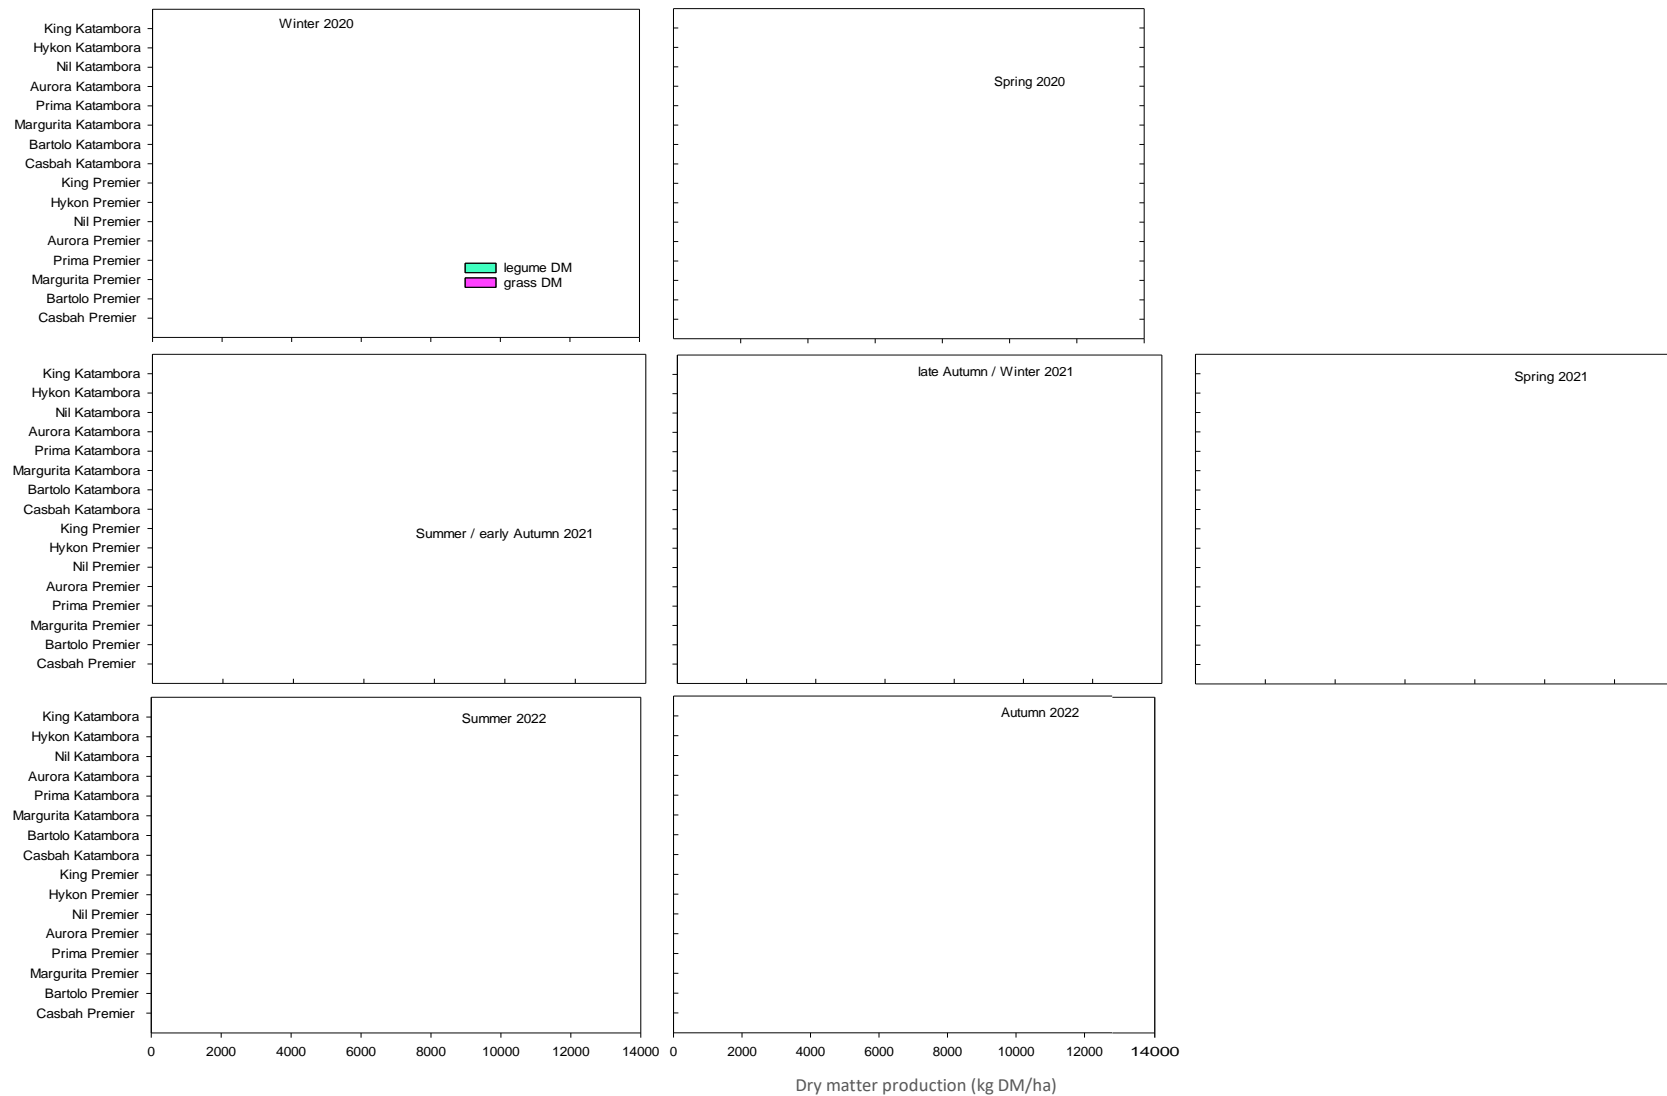 Winter 2020
King Katambora
Hykon Katambora
Nil Katambora
Aurora Katambora
Prima Katambora
Margurita Katambora
Bartolo Katambora
Casbah Katambora
King Premier
Hykon Premier
Nil Premier
Aurora Premier
Prima Premier
Margurita Premier
Bartolo Premier
Casbah Premier
legume DM
grass DM
Spring 2020
King Katambora
Hykon Katambora
Nil Katambora
Aurora Katambora
Prima Katambora
Margurita Katambora
Bartolo Katambora
Casbah Katambora
King Premier
Hykon Premier
Nil Premier
Aurora Premier
Prima Premier
Margurita Premier
Bartolo Premier
Casbah Premier
Summer / early Autumn 2021
late Autumn / Winter 2021
Spring 2021
King Katambora
Hykon Katambora
Nil Katambora
Aurora Katambora
Prima Katambora
Margurita Katambora
Bartolo Katambora
Casbah Katambora
King Premier
Hykon Premier
Nil Premier
Aurora Premier
Prima Premier
Margurita Premier
Bartolo Premier
Casbah Premier
Summer 2022
Autumn 2022
0 2000 4000 6000 8000 10000 12000 14000
0 2000 4000 6000 8000 10000 12000 14000
Dry matter production (kg DM/ha)